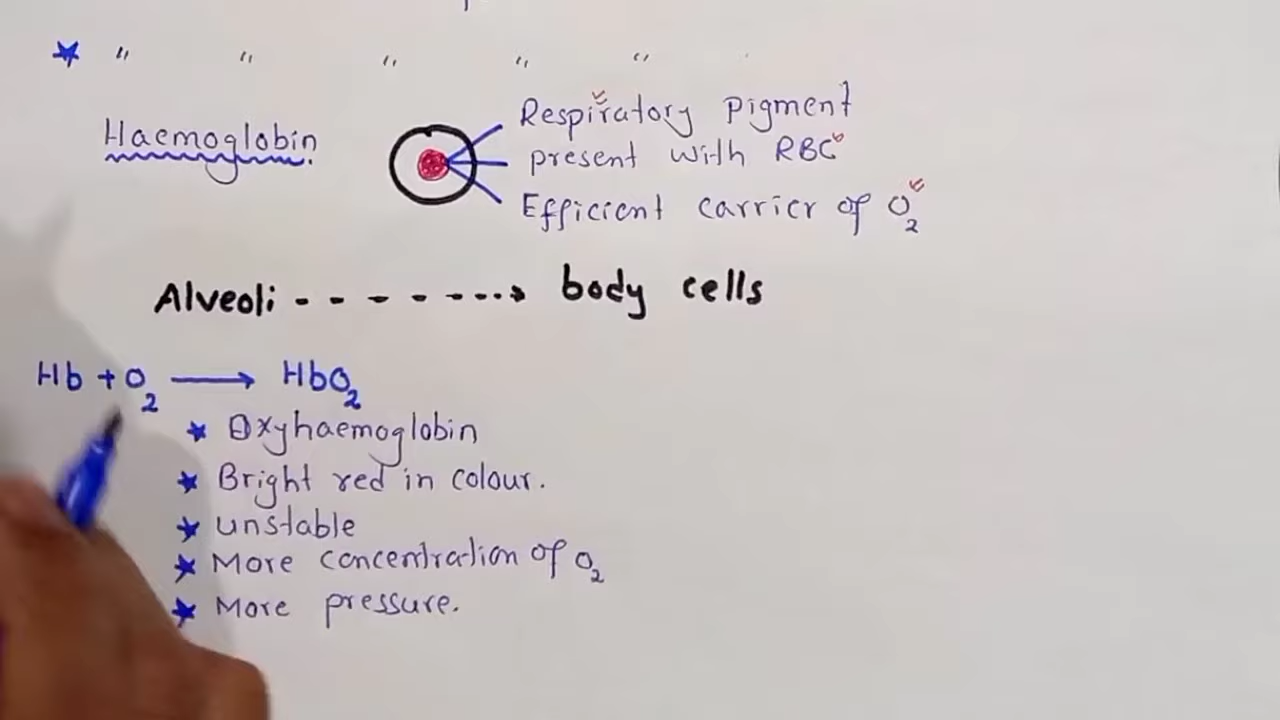 ★ " " " " "
Haemoglobin.
Respiratory pigment
present with RBC
Efficient carrier of O₂
Alveoli - - - - - - -> body cells
Hb + O₂ ⟶ HbO₂
★ Oxyhaemoglobin
★ Bright red in colour.
★ unstable
★ More concentration of O₂
★ More pressure.